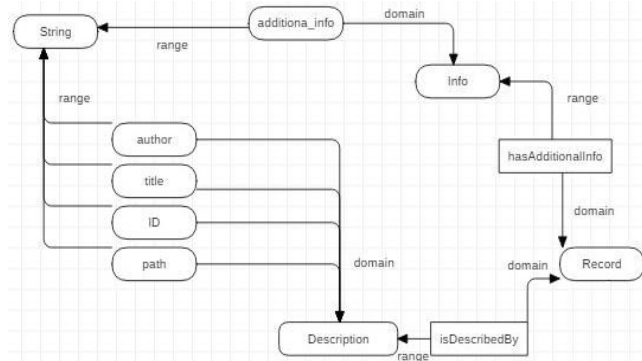 additiona_info
domain
String
range
Info
range
range
author
hasAdditionalInfo
title
domain
ID
domain
path
domain
Record
Description
isDescribedBy
range